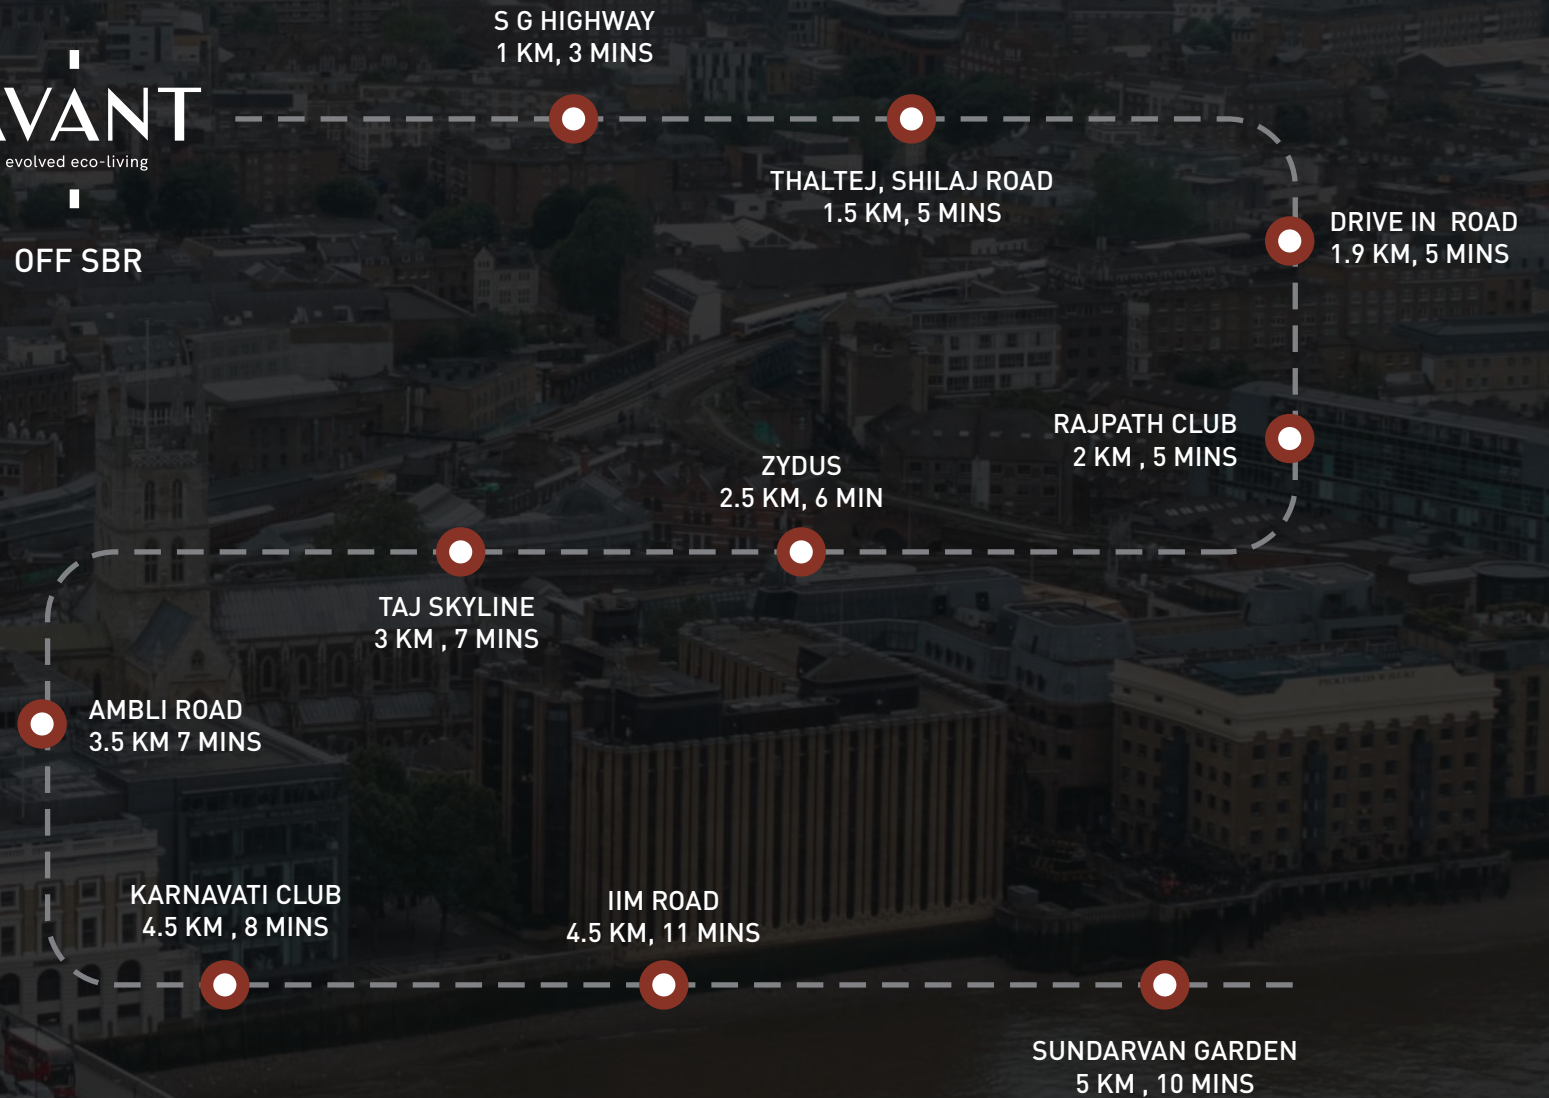 S G HIGHWAY
1 KM, 3 MINS
AVANT
evolved eco-living
OFF SBR
THALTEJ, SHILAJ ROAD
1.5 KM, 5 MINS
DRIVE IN  ROAD
1.9 KM, 5 MINS
RAJPATH CLUB
2 KM , 5 MINS
ZYDUS
2.5 KM, 6 MIN
TAJ SKYLINE
3 KM , 7 MINS
AMBLI ROAD
3.5 KM 7 MINS
KARNAVATI CLUB
4.5 KM , 8 MINS
IIM ROAD
4.5 KM, 11 MINS
SUNDARVAN GARDEN
5 KM , 10 MINS